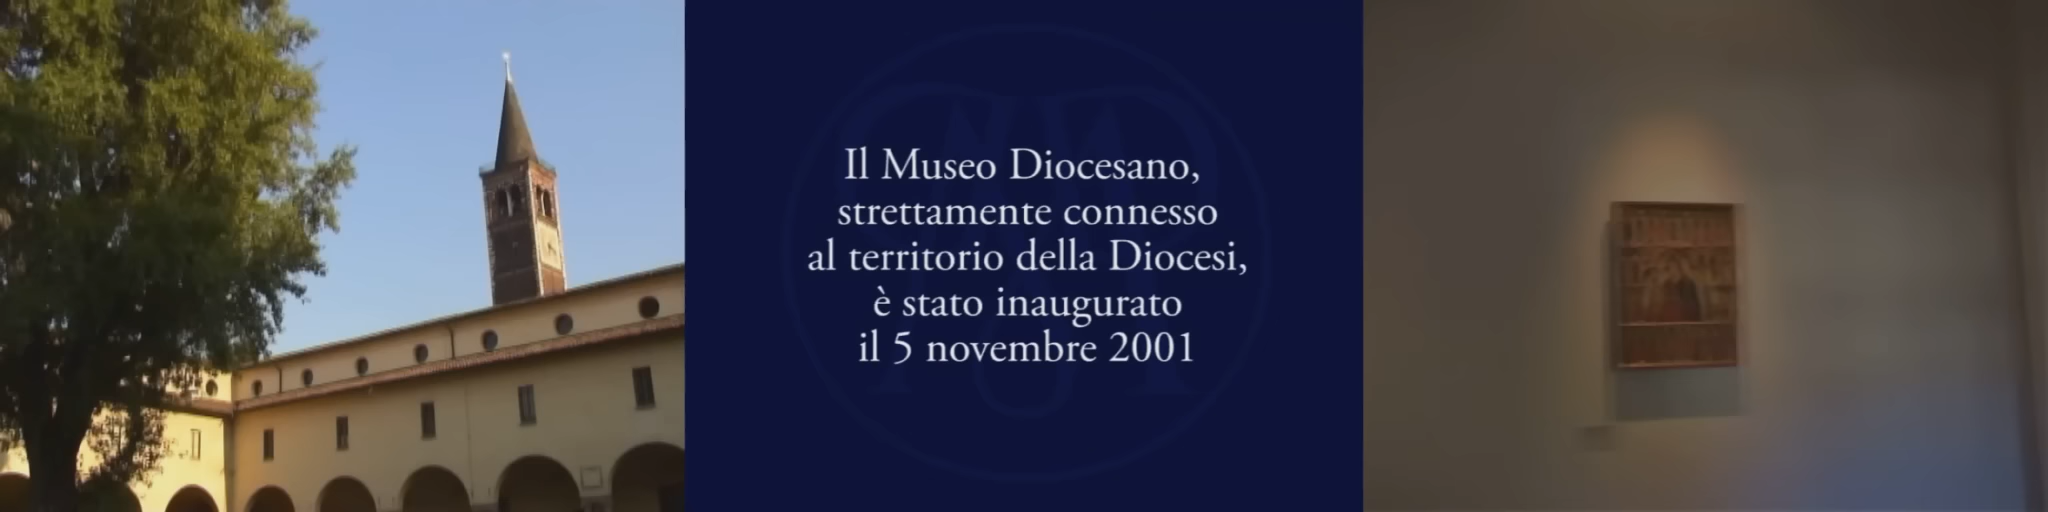 Il Museo Diocesano,
strettamente connesso
al territorio della Diocesi,
è stato inaugurato
il 5 novembre 2001